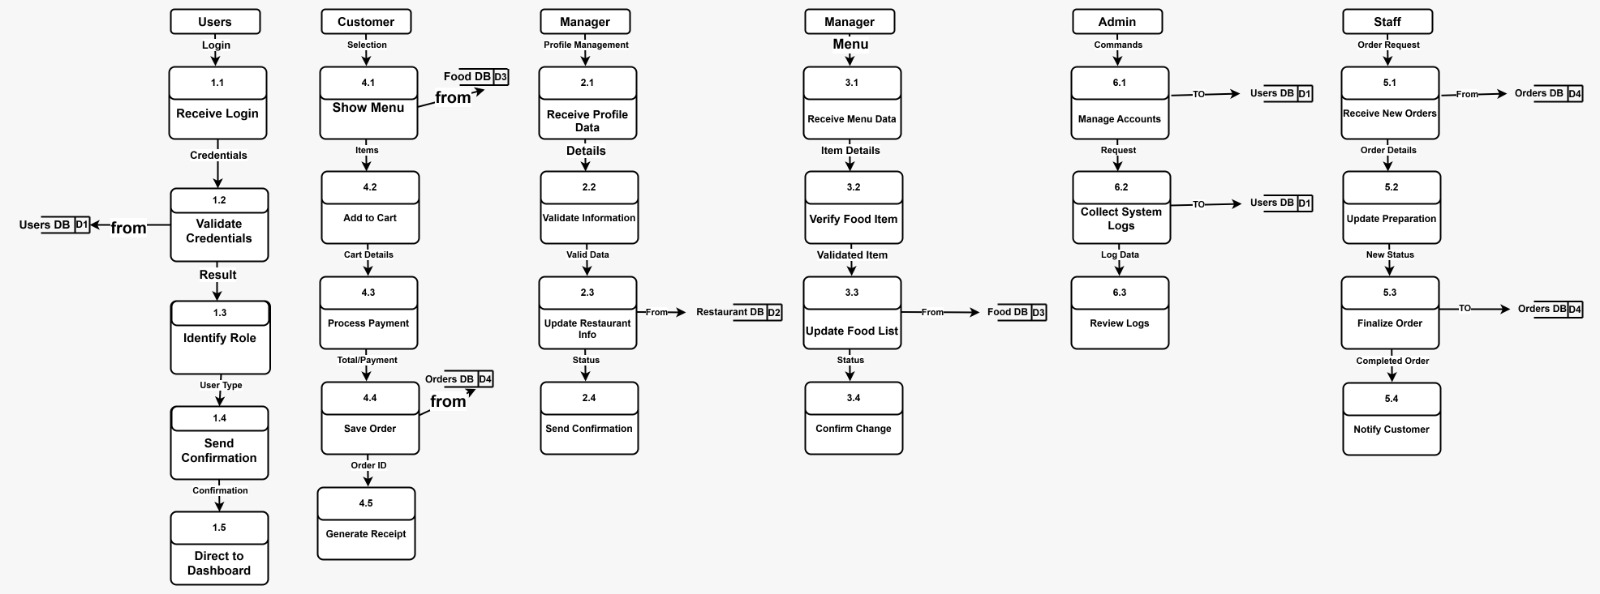 Users
Login
1.1
Receive Login
Credentials
1.2
Validate
Credentials
Users DB D1
from
Result
1.3
Identify Role
User Type
1.4
Send
Confirmation
Confirmation
1.5
Direct to
Dashboard
Customer
Selection
4.1
Show Menu
Food DB D3
from
Items
4.2
Add to Cart
Cart Details
4.3
Process Payment
Total/Payment
4.4
Save Order
Orders DB D4
from
Order ID
4.5
Generate Receipt
Manager
Profile Management
2.1
Receive Profile
Data
Details
2.2
Validate Information
Valid Data
2.3
Update Restaurant
Info
From
Restaurant DB D2
Status
2.4
Send Confirmation
Manager
Menu
3.1
Receive Menu Data
Item Details
3.2
Verify Food Item
Validated Item
3.3
Update Food List
From
Food DB D3
Status
3.4
Confirm Change
Admin
Commands
6.1
Manage Accounts
TO
Users DB D1
Request
6.2
Collect System
Logs
TO
Users DB D1
Log Data
6.3
Review Logs
Staff
Order Request
5.1
Receive New Orders
From
Orders DB D4
Order Details
5.2
Update Preparation
New Status
5.3
Finalize Order
TO
Orders DB D4
Completed Order
5.4
Notify Customer